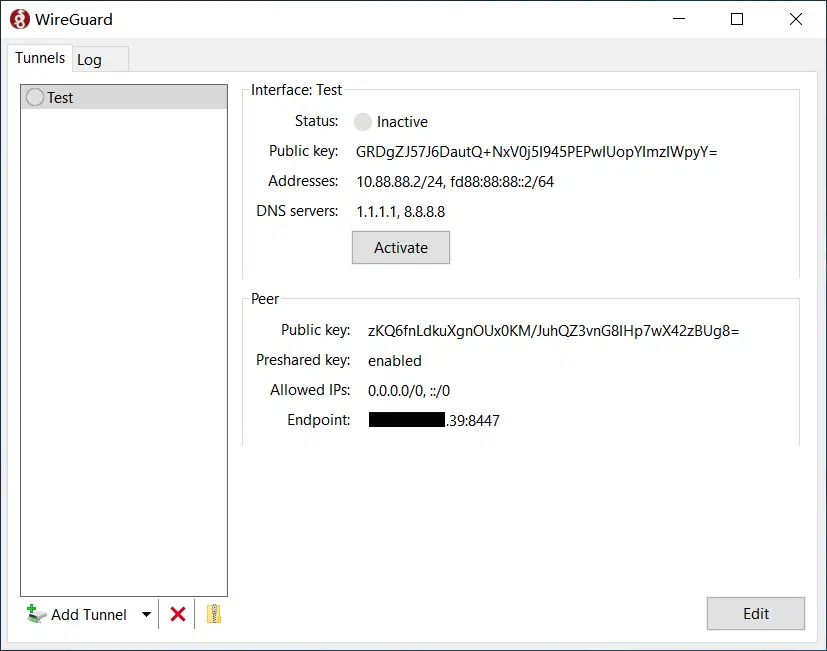 WireGuard
Tunnels Log
Test
Interface: Test
Status: Inactive
Public key: GRDgZJ57J6DautQ+NxV0j5I945PEPwIUopYImzIWpyY=
Addresses: 10.88.88.2/24, fd88:88:88::2/64
DNS servers: 1.1.1.1, 8.8.8.8
Activate
Peer
Public key: zKQ6fnLdkuXgnOUx0KM/JuhQZ3vnG8IHp7wX42zBUg8=
Preshared key: enabled
Allowed IPs: 0.0.0.0/0, ::/0
Endpoint: .39:8447
Add Tunnel
Edit